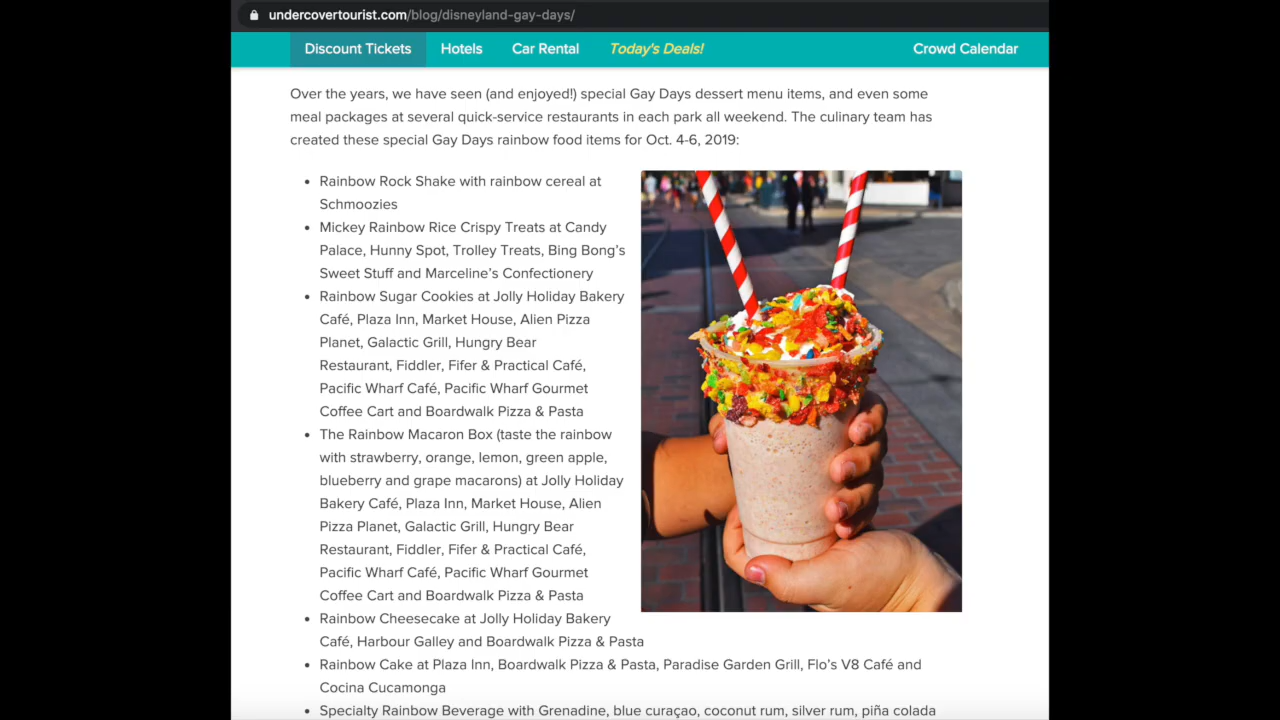 undercovertourist.com/blog/disneyland-gay-days/
Discount Tickets Hotels Car Rental Today's Deals! Crowd Calendar
Over the years, we have seen (and enjoyed!) special Gay Days dessert menu items, and even some
meal packages at several quick-service restaurants in each park all weekend. The culinary team has
created these special Gay Days rainbow food items for Oct. 4-6, 2019:
• Rainbow Rock Shake with rainbow cereal at
Schmoozies
• Mickey Rainbow Rice Crispy Treats at Candy
Palace, Hunny Spot, Trolley Treats, Bing Bong's
Sweet Stuff and Marceline's Confectionery
• Rainbow Sugar Cookies at Jolly Holiday Bakery
Café, Plaza Inn, Market House, Alien Pizza
Planet, Galactic Grill, Hungry Bear
Restaurant, Fiddler, Fifer & Practical Café,
Pacific Wharf Café, Pacific Wharf Gourmet
Coffee Cart and Boardwalk Pizza & Pasta
• The Rainbow Macaron Box (taste the rainbow
with strawberry, orange, lemon, green apple,
blueberry and grape macarons) at Jolly Holiday
Bakery Café, Plaza Inn, Market House, Alien
Pizza Planet, Galactic Grill, Hungry Bear
Restaurant, Fiddler, Fifer & Practical Café,
Pacific Wharf Café, Pacific Wharf Gourmet
Coffee Cart and Boardwalk Pizza & Pasta
• Rainbow Cheesecake at Jolly Holiday Bakery
Café, Harbour Galley and Boardwalk Pizza & Pasta
• Rainbow Cake at Plaza Inn, Boardwalk Pizza & Pasta, Paradise Garden Grill, Flo's V8 Café and
Cocina Cucamonga
• Specialty Rainbow Beverage with Grenadine, blue curaçao, coconut rum, silver rum, piña colada